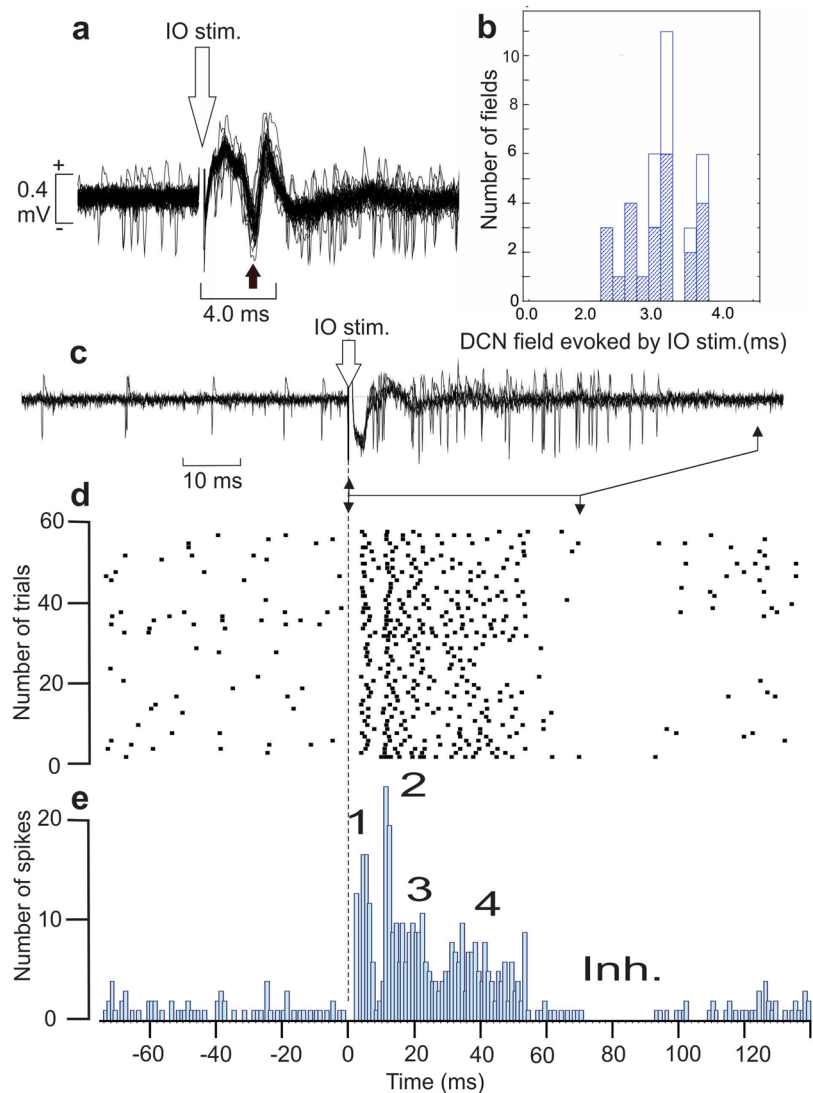 a
IO stim.
+
0.4
mV
-
4.0 ms
b
Number of fields
10
8
6
4
2
0
0.0 2.0 3.0 4.0
DCN field evoked by IO stim.(ms)
c
IO stim.
10 ms
d
Number of trials
60
40
20
0
e
Number of spikes
20
10
0
1
2
3
4
Inh.
-60 -40 -20 0 20 40 60 80 100 120
Time (ms)